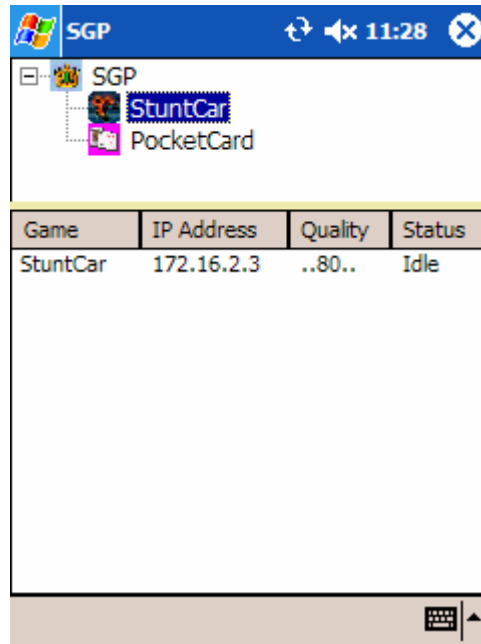 SGP 11:28
SGP
StuntCar
PocketCard
Game IP Address Quality Status
StuntCar 172.16.2.3 ..80.. Idle